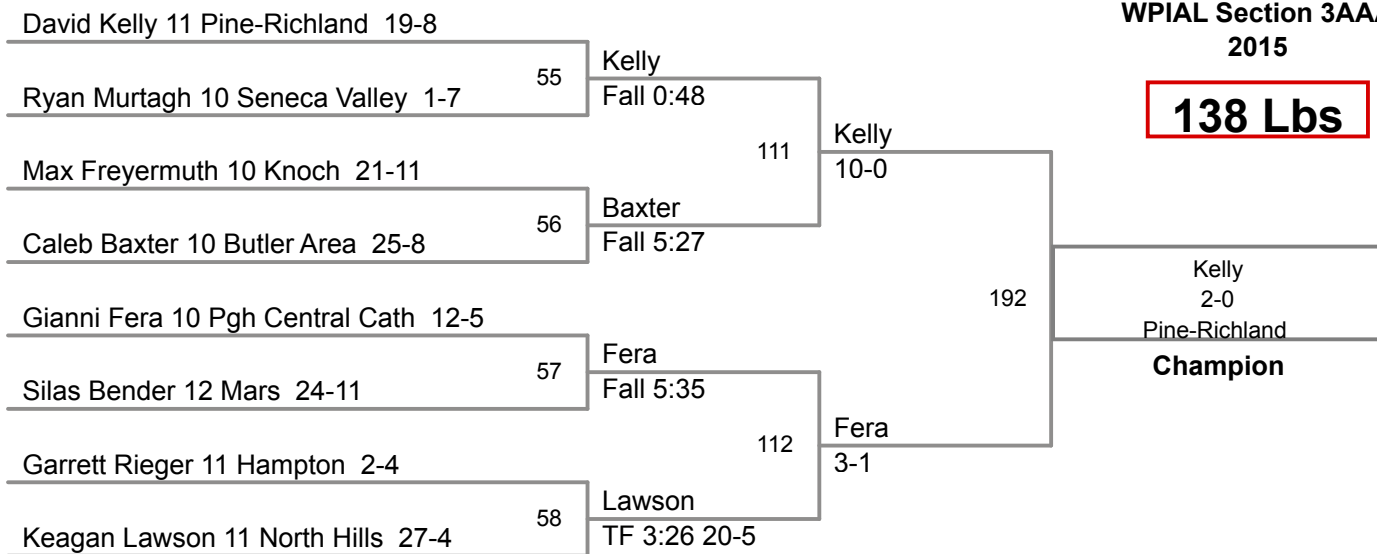 WPIAL Section 3AAA
2015
138 Lbs
David Kelly 11 Pine-Richland 19-8
55
Ryan Murtagh 10 Seneca Valley 1-7
Kelly
Fall 0:48
Max Freyermuth 10 Knoch 21-11
56
Caleb Baxter 10 Butler Area 25-8
Baxter
Fall 5:27
111
Kelly
10-0
Gianni Fera 10 Pgh Central Cath 12-5
57
Silas Bender 12 Mars 24-11
Fera
Fall 5:35
Garrett Rieger 11 Hampton 2-4
58
Keagan Lawson 11 North Hills 27-4
Lawson
TF 3:26 20-5
112
Fera
3-1
192
Kelly
2-0
Pine-Richland
Champion